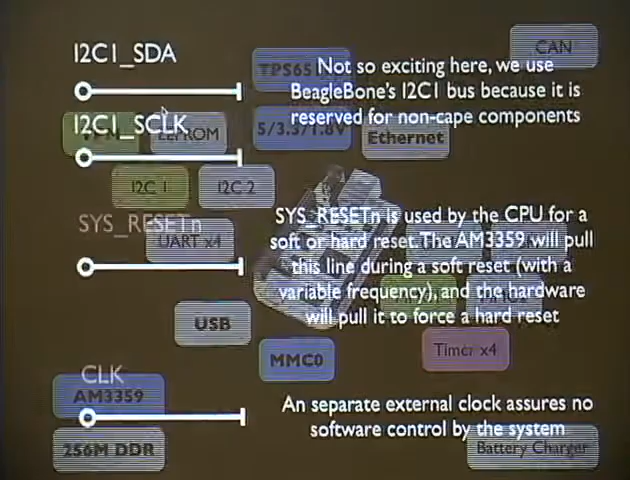 I2C1_SDA
CAN
Not so exciting here, we use
BeagleBone's I2C1 bus because it is
reserved for non-cape components
I2C1_SCLK
EEPROM
5/3.3/1.8V
Ethernet
I2C 1
I2C 2
SYS_RESETn
UART x4
SYS_RESETn is used by the CPU for a
soft or hard reset. The AM3359 will pull
this line during a soft reset (with a
variable frequency), and the hardware
will pull it to force a hard reset
USB
MMC0
Timer x4
CLK
AM3359
An separate external clock assures no
software control by the system
256M DDR
Battery Charger